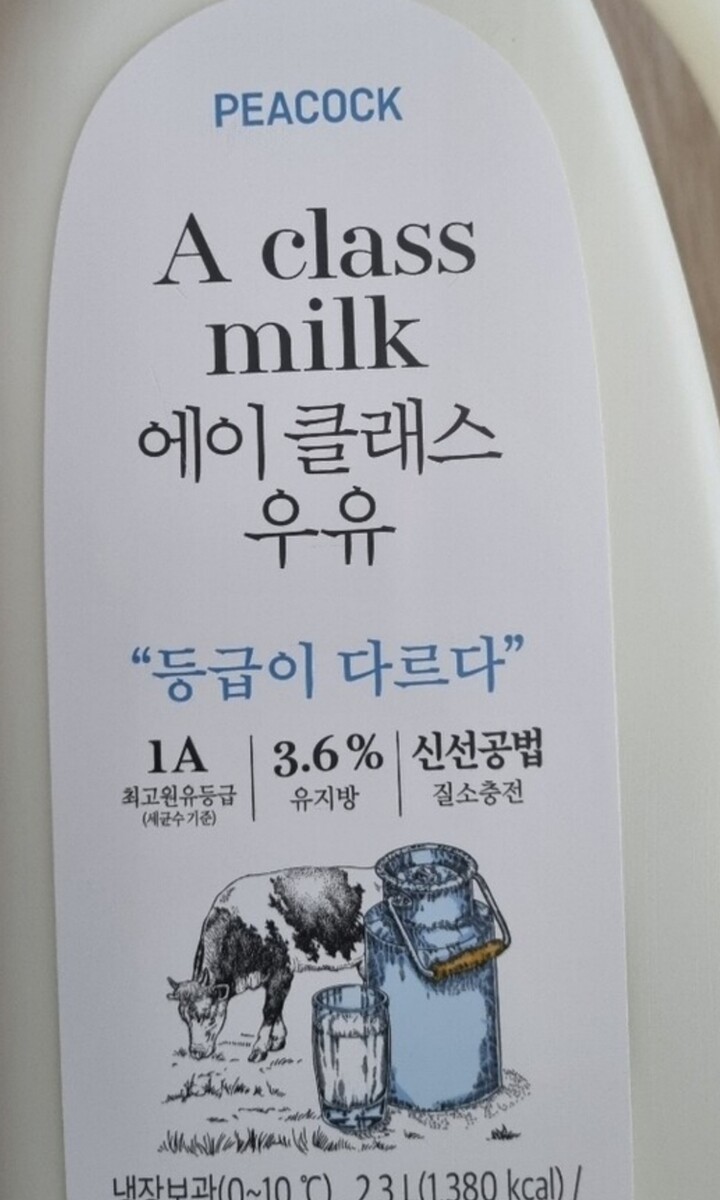 PEACOCK
A class
milk
에이 클래스
우유
“등급이 다르다”
1A 3.6% 신선공법
최고원유등급 유지방 질소충전
(세균수기준)
냉장보관(0~10 ℃) 2.3 L (1,380 kcal) /